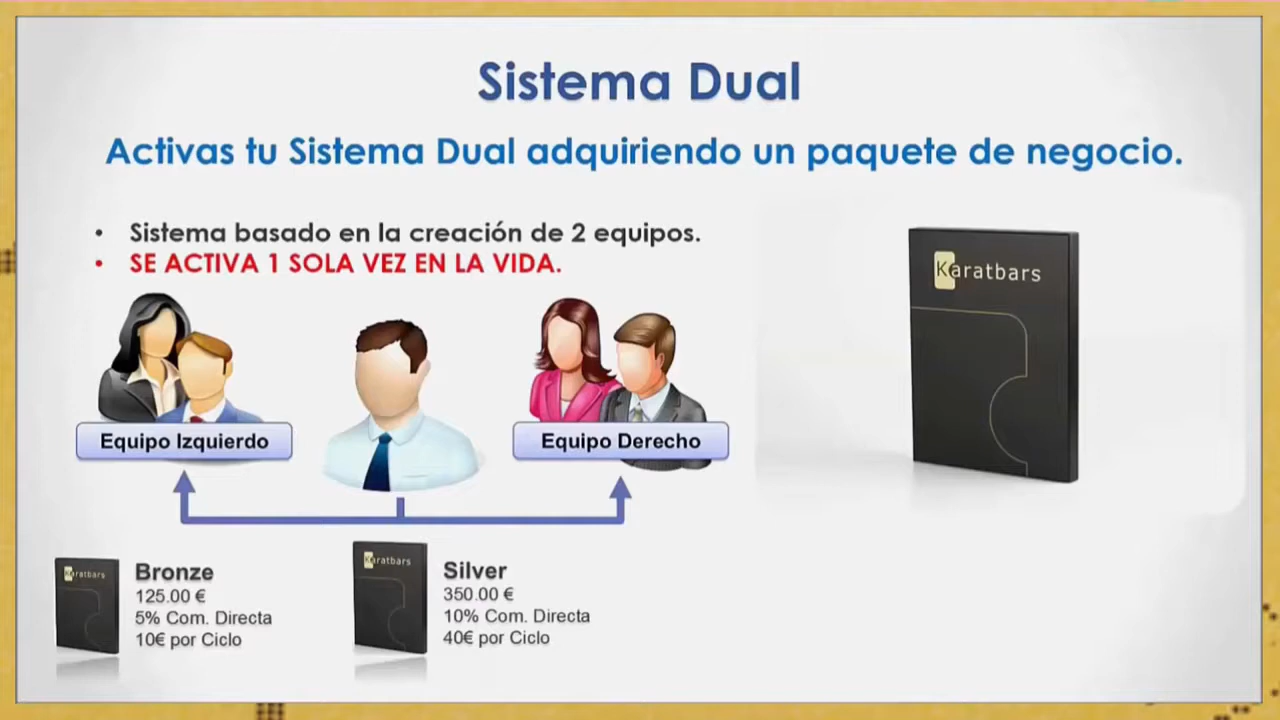 Sistema Dual
Activas tu Sistema Dual adquiriendo un paquete de negocio.
• Sistema basado en la creación de 2 equipos.
• SE ACTIVA 1 SOLA VEZ EN LA VIDA.
Karatbars
Equipo Izquierdo
Equipo Derecho
Karatbars
Bronze
125.00 €
5% Com. Directa
10€ por Ciclo
Karatbars
Silver
350.00 €
10% Com. Directa
40€ por Ciclo